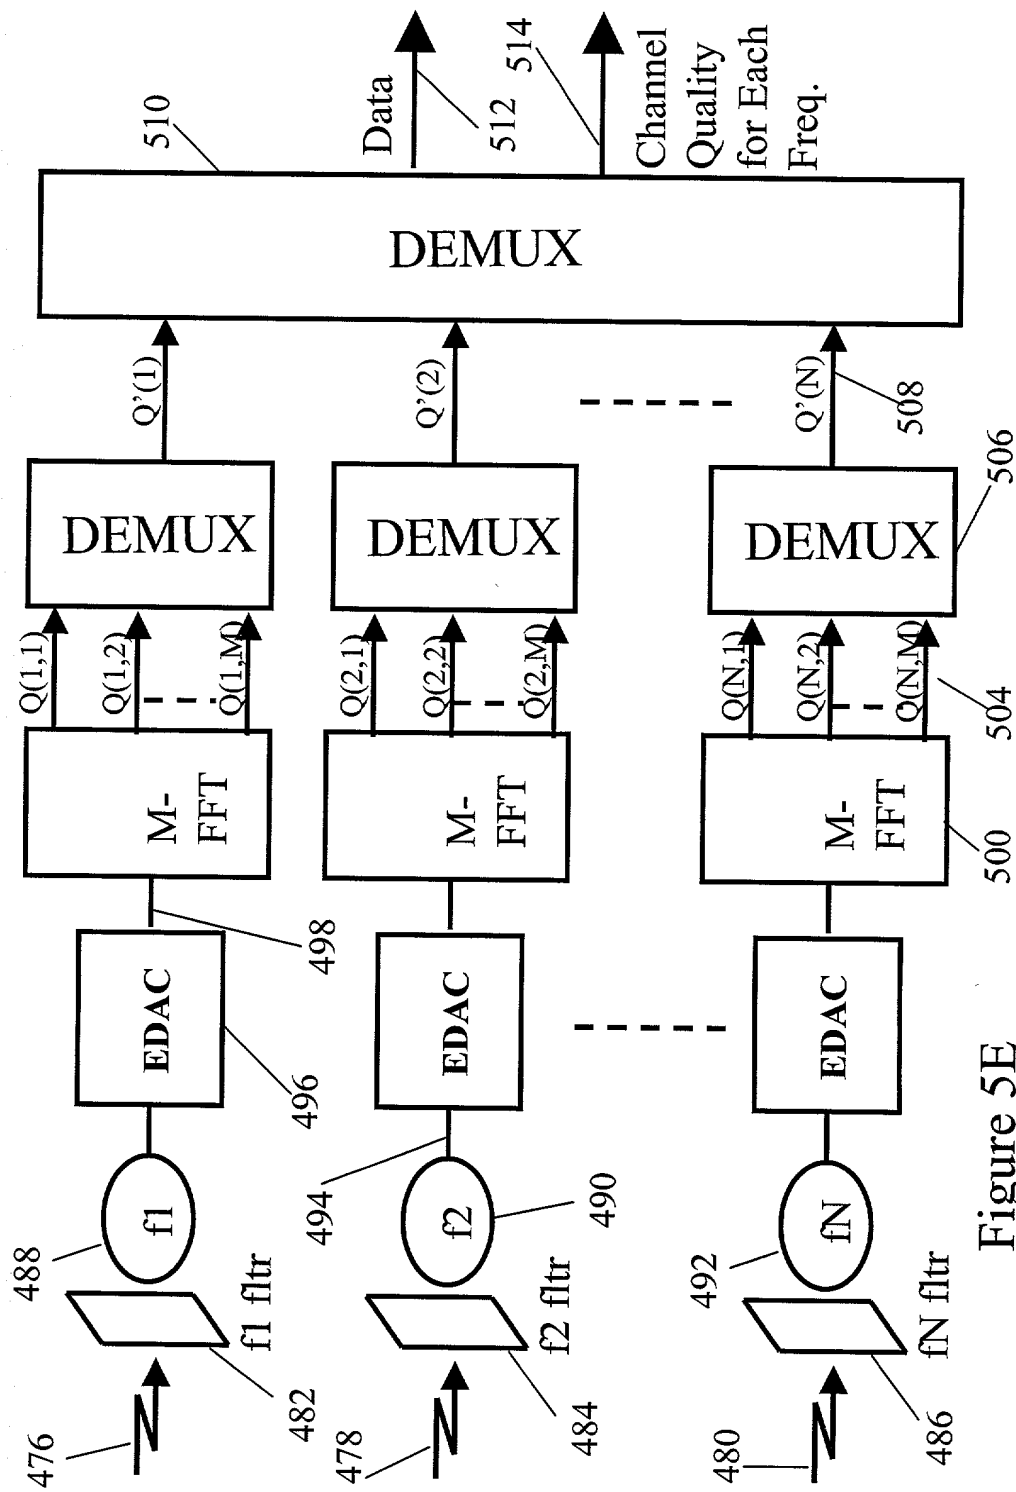 476
482
f1 fltr
488
f1
496
EDAC
498
M-
FFT
Q(1,1)
Q(1,2)
Q(1,M)
DEMUX
Q'(1)
478
484
f2 fltr
490
f2
494
EDAC
M-
FFT
Q(2,1)
Q(2,2)
Q(2,M)
DEMUX
Q'(2)
480
486
fN fltr
492
fN
EDAC
M-
FFT
500
Q(N,1)
Q(N,2)
Q(N,M)
504
DEMUX
506
Q'(N)
508
DEMUX
510
Data
512
514
Channel
Quality
for Each
Freq.
Figure 5E